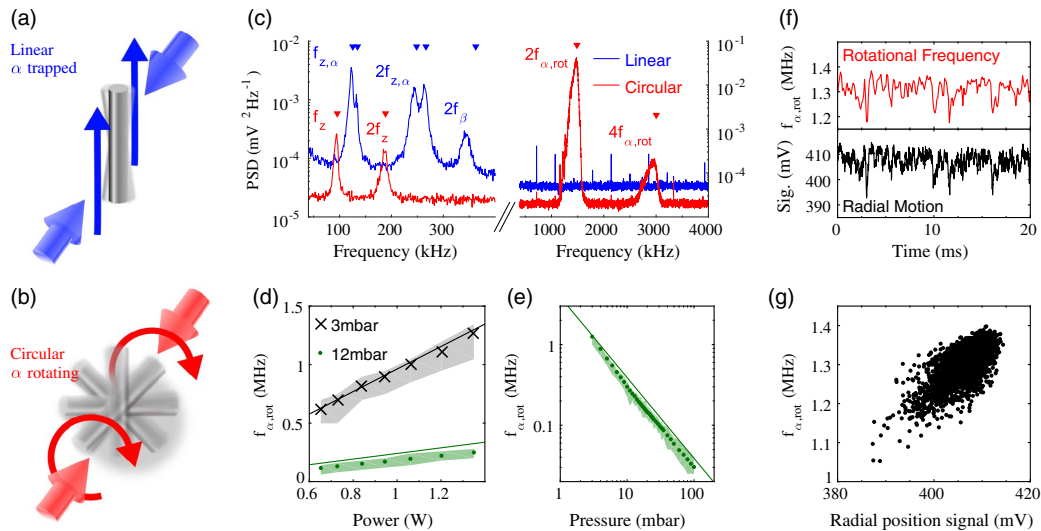 (a)
Linear
α trapped
(b)
Circular
α rotating
(c)
PSD (mV²Hz⁻¹)
10⁻²
10⁻³
10⁻⁴
10⁻⁵
f_z,α
2f_z,α
2f_β
f_z
2f_z
2f_α,rot
4f_α,rot
Linear
Circular
10⁻¹
10⁻²
10⁻³
10⁻⁴
100 200 300
1000 2000 3000 4000
Frequency (kHz)
Frequency (kHz)
(d)
f_α,rot
(MHz)
1.5
1
0.5
0
3mbar
12mbar
0.6 0.8 1 1.2
Power (W)
(e)
f_α,rot
(MHz)
1
0.1
1 10 100
Pressure (mbar)
(f)
f_α,rot
(MHz)
1.4
1.3
1.2
Rotational Frequency
Sig.
(mV)
410
400
390
Radial Motion
0 5 10 15 20
Time (ms)
(g)
f_α,rot
(MHz)
1.4
1.3
1.2
1.1
1
380 400 420
Radial position signal (mV)